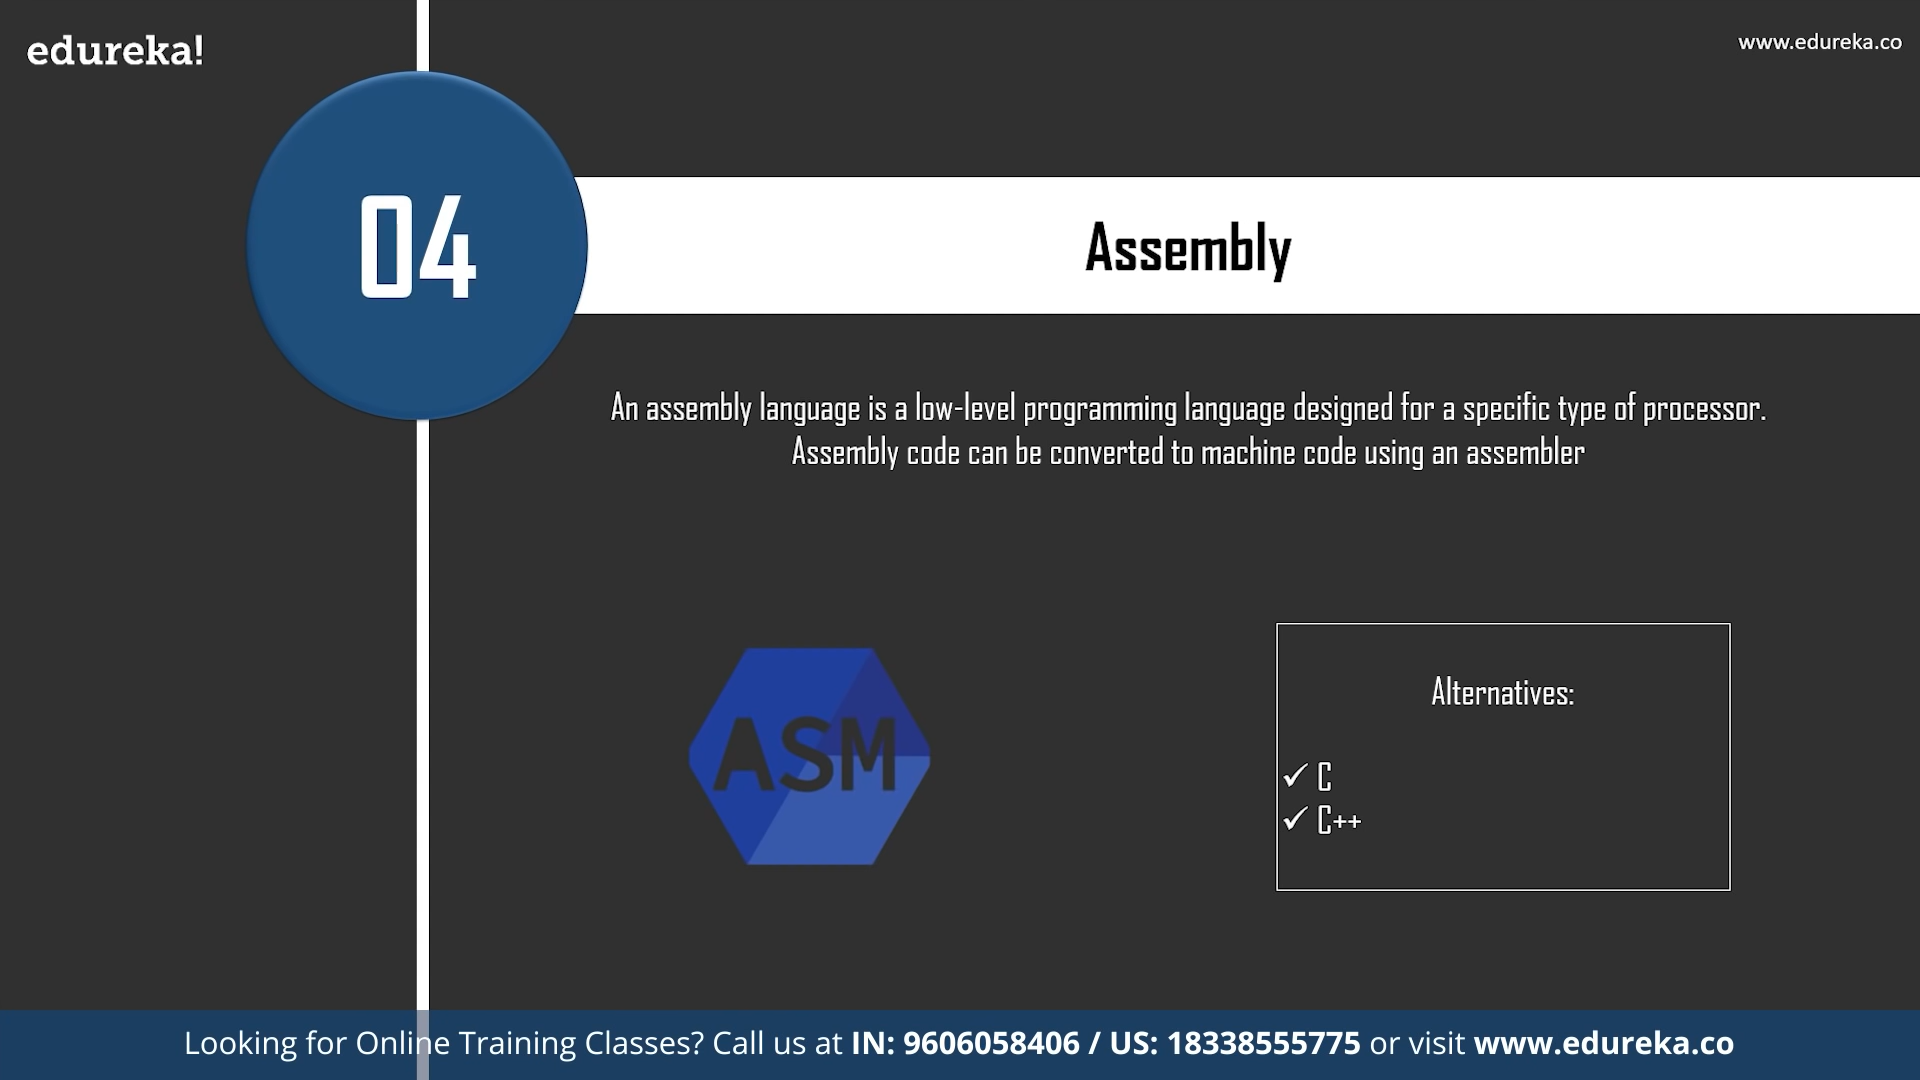 edureka!
www.edureka.co
04
Assembly
An assembly language is a low-level programming language designed for a specific type of processor.
Assembly code can be converted to machine code using an assembler
ASM
Alternatives:
✓ C
✓ C++
Looking for Online Training Classes? Call us at IN: 9606058406 / US: 18338555775 or visit www.edureka.co